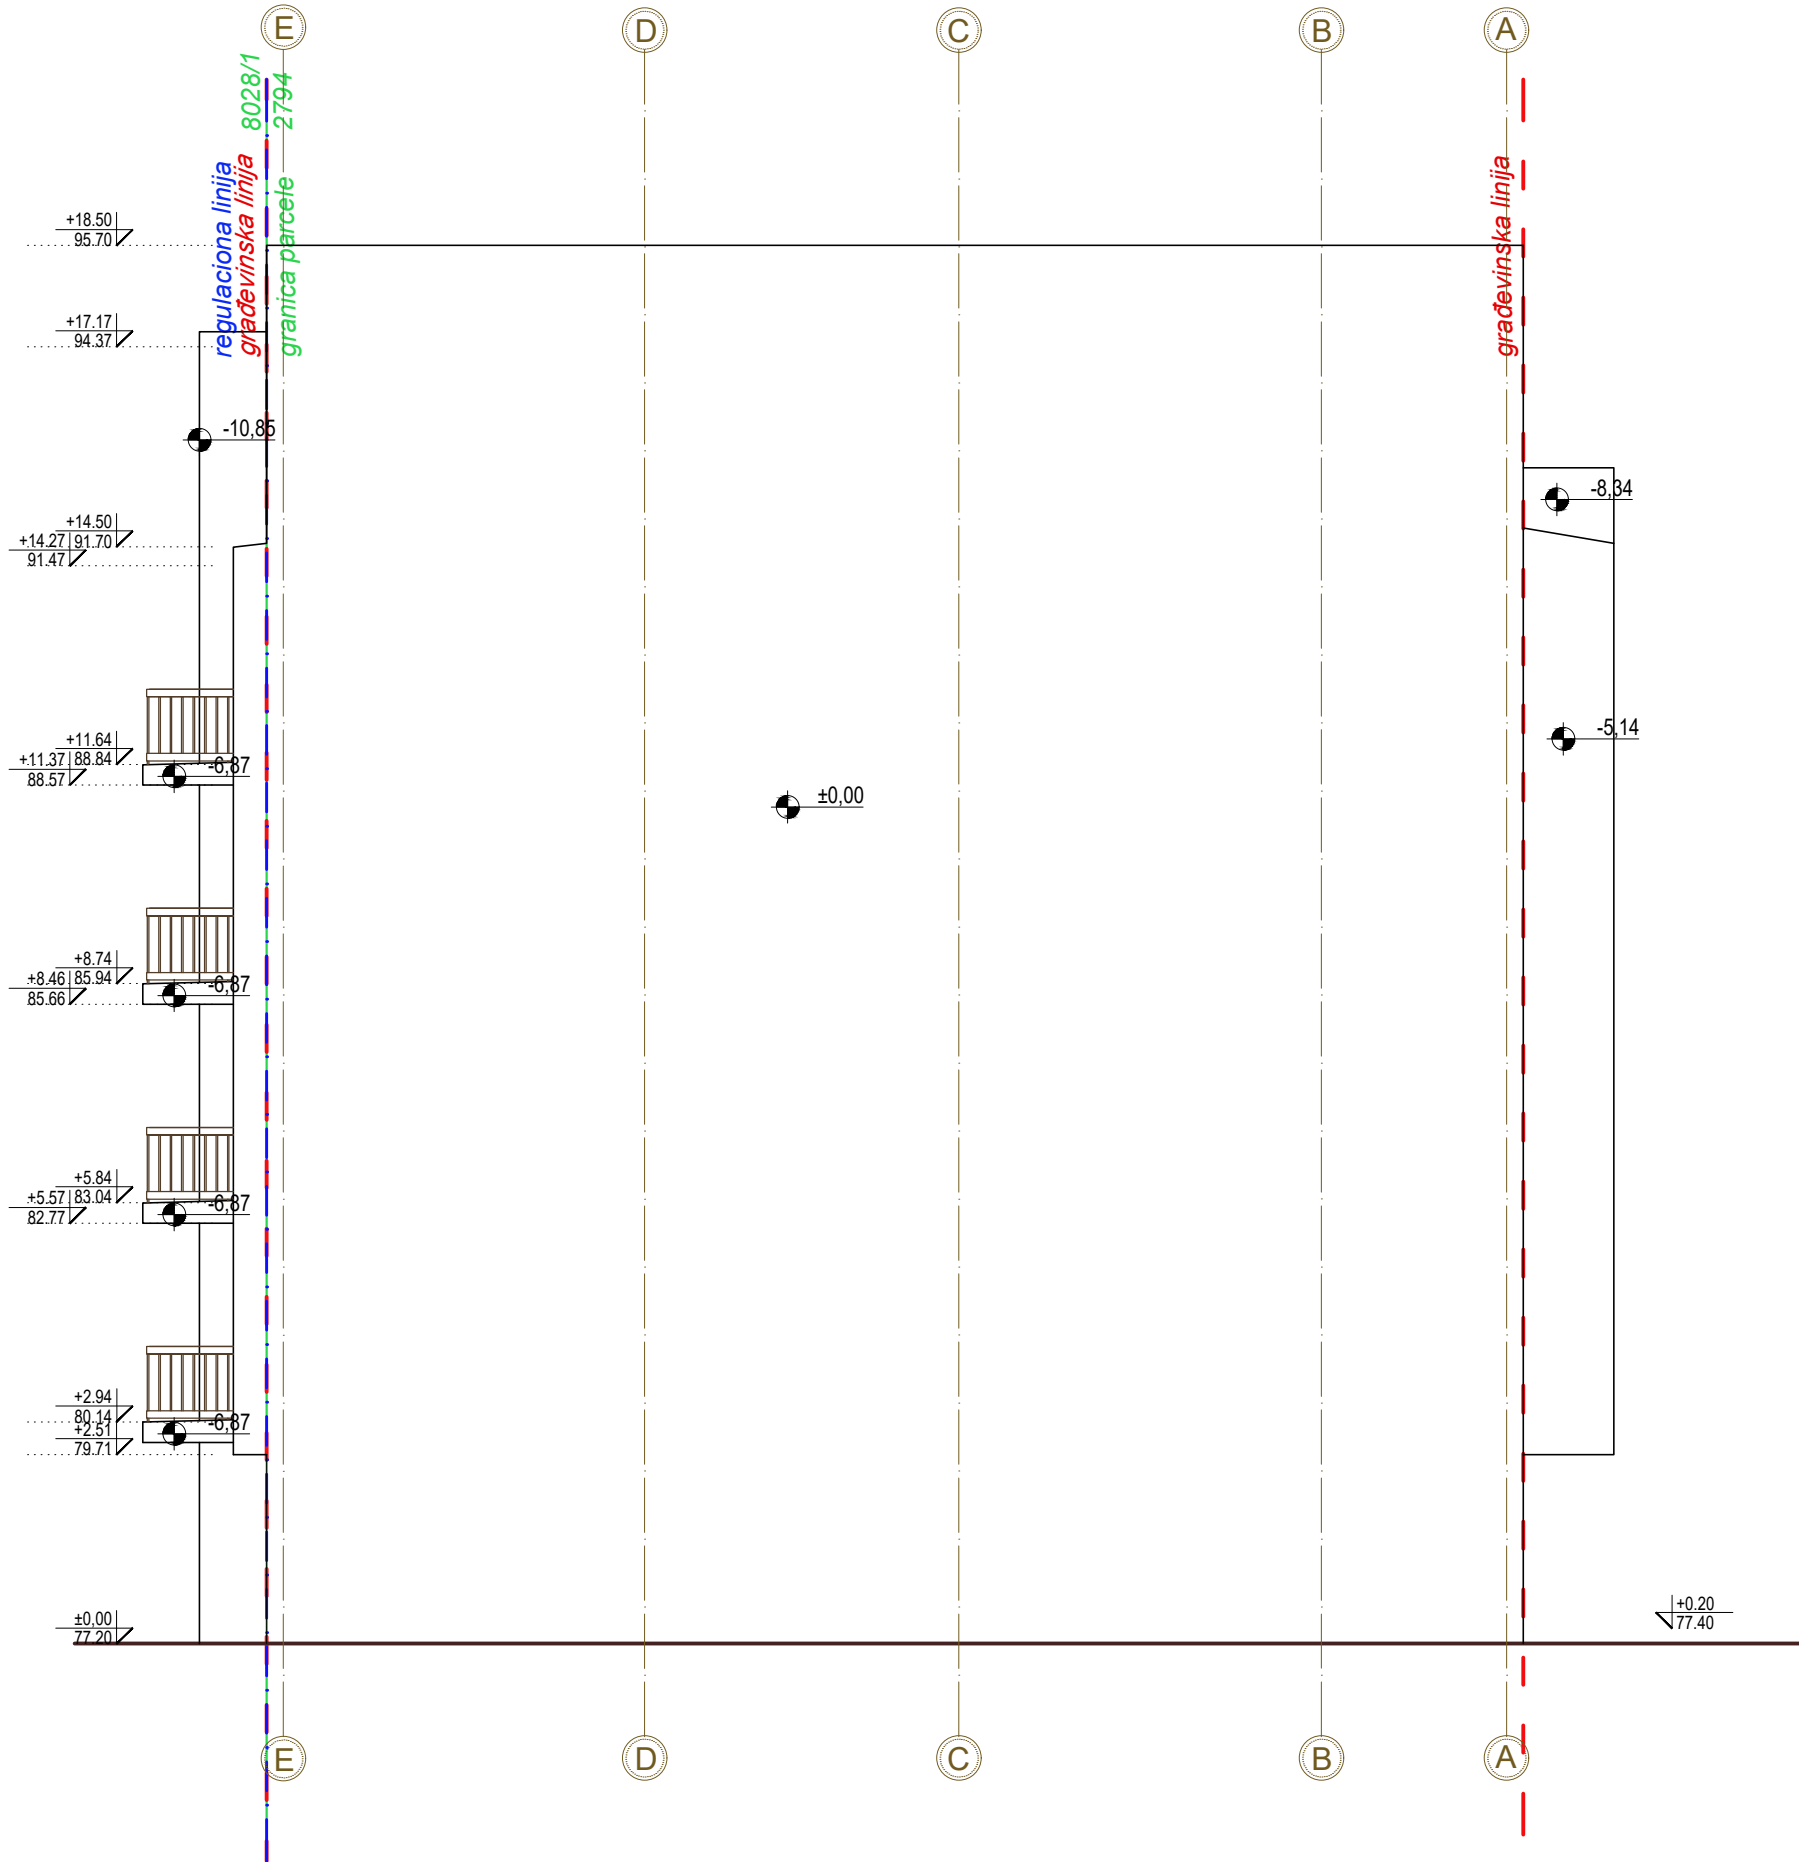 E
D
C
B
A
8028/1
2794
regulaciona linija
građevinska linija
granica parcele
građevinska linija
+18.50
95.70
+17.17
94.37
-10,85
-8,34
+14.50
91.70
+14.27
91.47
-5,14
+11.64
88.84
+11.37
88.57
-6,87
±0,00
+8.74
85.94
+8.46
85.66
-6,87
+5.84
83.04
+5.57
82.77
-6,87
+2.94
80.14
+2.51
79.71
-6,87
±0,00
77.20
+0.20
77.40
E
D
C
B
A